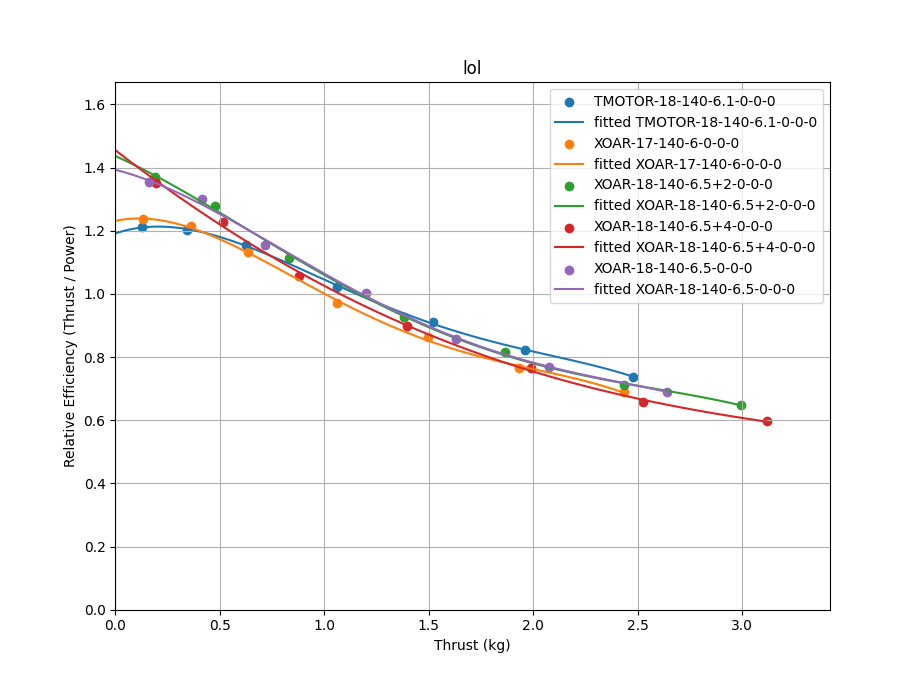 lol
1.6
1.4
1.2
1.0
0.8
0.6
0.4
0.2
0.0
Relative Efficiency (Thrust / Power)
TMOTOR-18-140-6.1-0-0-0
fitted TMOTOR-18-140-6.1-0-0-0
XOAR-17-140-6-0-0-0
fitted XOAR-17-140-6-0-0-0
XOAR-18-140-6.5+2-0-0-0
fitted XOAR-18-140-6.5+2-0-0-0
XOAR-18-140-6.5+4-0-0-0
fitted XOAR-18-140-6.5+4-0-0-0
XOAR-18-140-6.5-0-0-0
fitted XOAR-18-140-6.5-0-0-0
0.0 0.5 1.0 1.5 2.0 2.5 3.0
Thrust (kg)